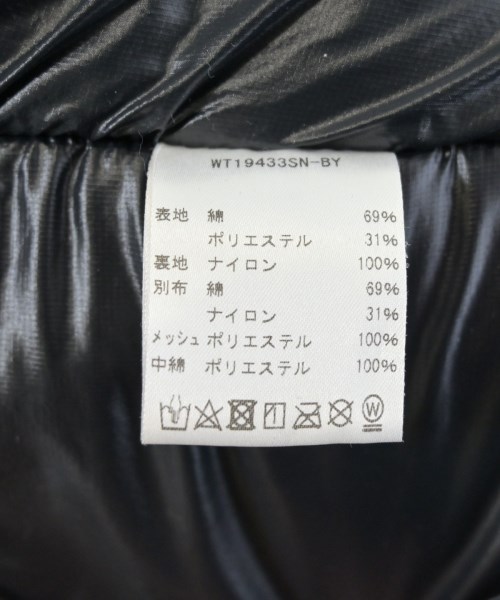 WT19433SN-BY
表地 綿 69%
ポリエステル 31%
裏地 ナイロン 100%
別布 綿 69%
ナイロン 31%
メッシュ ポリエステル 100%
中綿 ポリエステル 100%
W